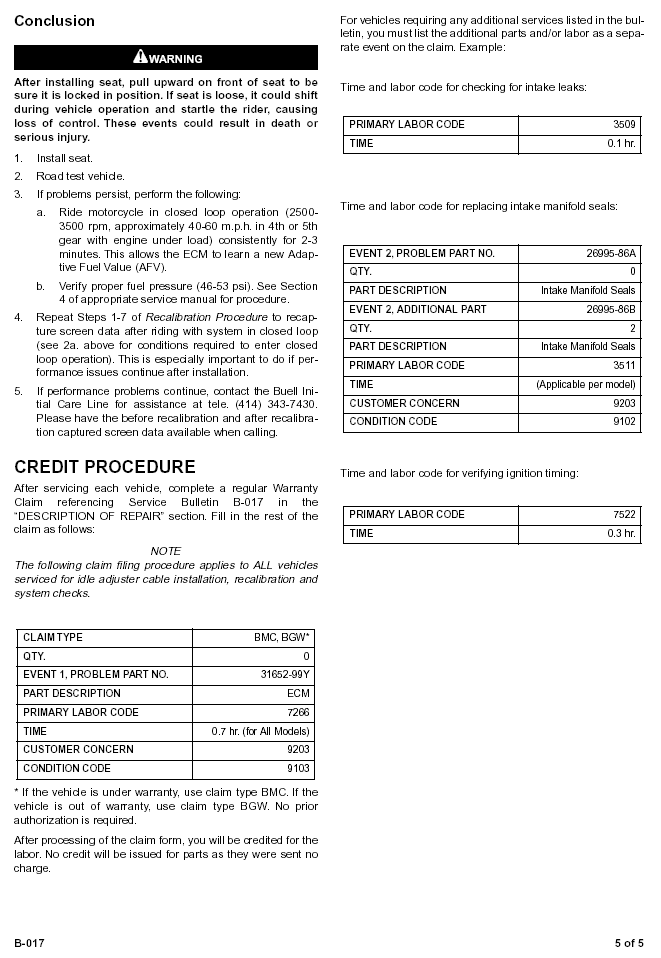 Conclusion
WARNING
After installing seat, pull upward on front of seat to be
sure it is locked in position. If seat is loose, it could shift
during vehicle operation and startle the rider, causing
loss of control. These events could result in death or
serious injury.
1. Install seat.
2. Road test vehicle.
3. If problems persist, perform the following:
a. Ride motorcycle in closed loop operation (2500-
3500 rpm, approximately 40-60 m.p.h. in 4th or 5th
gear with engine under load) consistently for 2-3
minutes. This allows the ECM to learn a new Adap-
tive Fuel Value (AFV).
b. Verify proper fuel pressure (46-53 psi). See Section
4 of appropriate service manual for procedure.
4. Repeat Steps 1-7 of Recalibration Procedure to recap-
ture screen data after riding with system in closed loop
(see 2a. above for conditions required to enter closed
loop operation). This is especially important to do if per-
formance issues continue after installation.
5. If performance problems continue, contact the Buell Ini-
tial Care Line for assistance at tele. (414) 343-7430.
Please have the before recalibration and after recalibra-
tion captured screen data available when calling.
CREDIT PROCEDURE
After servicing each vehicle, complete a regular Warranty
Claim referencing Service Bulletin B-017 in the
“DESCRIPTION OF REPAIR” section. Fill in the rest of the
claim as follows:
NOTE
The following claim filing procedure applies to ALL vehicles
serviced for idle adjuster cable installation, recalibration and
system checks.
CLAIM TYPE BMC, BGW*
QTY. 0
EVENT 1, PROBLEM PART NO. 31652-99Y
PART DESCRIPTION ECM
PRIMARY LABOR CODE 7266
TIME 0.7 hr. (for All Models)
CUSTOMER CONCERN 9203
CONDITION CODE 9103
* If the vehicle is under warranty, use claim type BMC. If the
vehicle is out of warranty, use claim type BGW. No prior
authorization is required.
After processing of the claim form, you will be credited for the
labor. No credit will be issued for parts as they were sent no
charge.
For vehicles requiring any additional services listed in the bul-
letin, you must list the additional parts and/or labor as a sepa-
rate event on the claim. Example:
Time and labor code for checking for intake leaks:
PRIMARY LABOR CODE 3509
TIME 0.1 hr.
Time and labor code for replacing intake manifold seals:
EVENT 2, PROBLEM PART NO. 26995-86A
QTY. 0
PART DESCRIPTION Intake Manifold Seals
EVENT 2, ADDITIONAL PART 26995-86B
QTY. 2
PART DESCRIPTION Intake Manifold Seals
PRIMARY LABOR CODE 3511
TIME (Applicable per model)
CUSTOMER CONCERN 9203
CONDITION CODE 9102
Time and labor code for verifying ignition timing:
PRIMARY LABOR CODE 7522
TIME 0.3 hr.
B-017 5 of 5